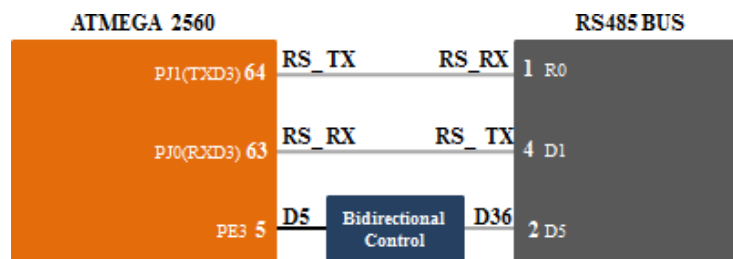 ATMEGA 2560 RS485 BUS
PJ1(TXD3) 64 RS_TX RS_RX 1 R0
PJ0(RXD3) 63 RS_RX RS_ TX 4 D1
PE3 5 D5 Bidirectional Control D36 2 D5